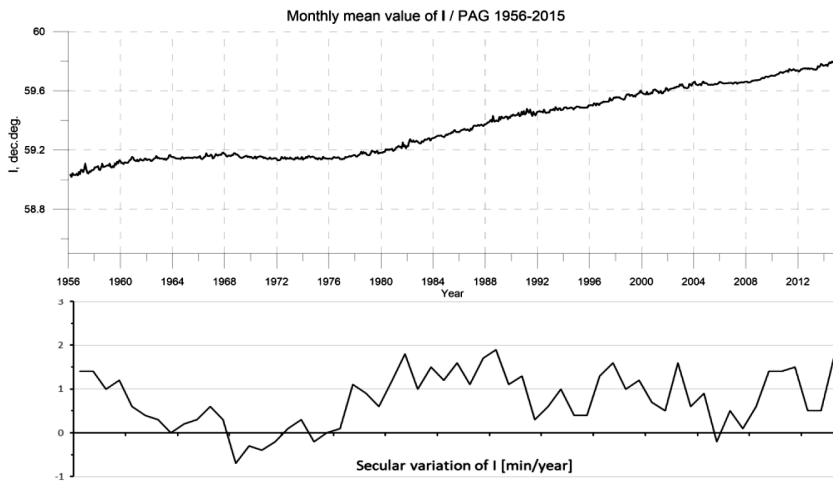 Monthly mean value of I / PAG 1956-2015
60
59.6
59.2
58.8
I, dec.deg.
1956 1960 1964 1968 1972 1976 1980 1984 1988 1992 1996 2000 2004 2008 2012
Year
3
2
1
0
-1
Secular variation of I [min/year]